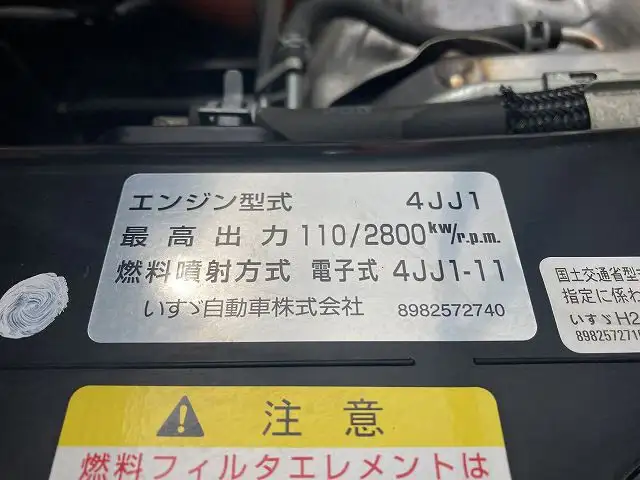 エンジン型式 4JJ1
最高出力 110/2800kw/r.p.m.
燃料噴射方式 電子式 4JJ1-11
いすゞ自動車株式会社 8982572740
国土交通省型
指定に係わ
いすゞH2
898257271
注意
燃料フィルタエレメントは